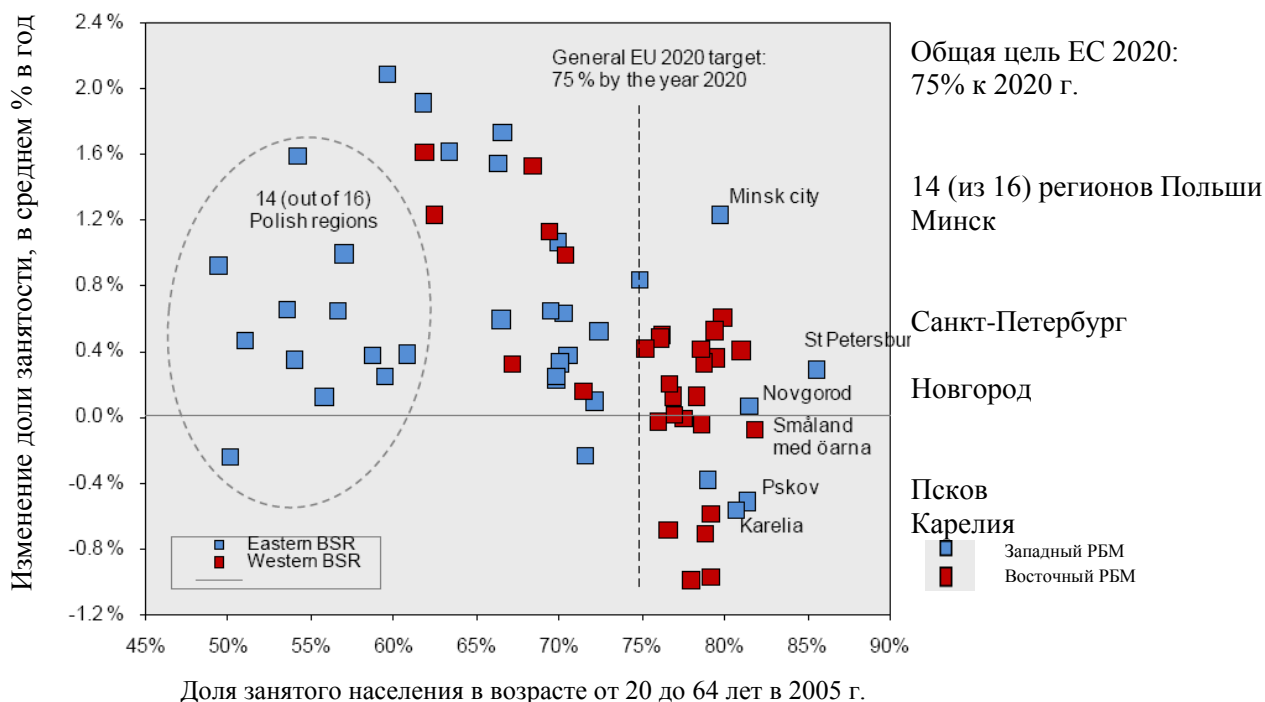 Изменение доли занятости, в среднем % в год
2.4 %
2.0 %
1.6 %
1.2 %
0.8 %
0.4 %
0.0 %
-0.4 %
-0.8 %
-1.2 %
General EU 2020 target:
75 % by the year 2020
14 (out of 16)
Polish regions
Minsk city
St Petersbur
Novgorod
Småland
med öarna
Pskov
Karelia
Eastern BSR
Western BSR
45%
50%
55%
60%
65%
70%
75%
80%
85%
90%
Доля занятого населения в возрасте от 20 до 64 лет в 2005 г.
Общая цель ЕС 2020:
75% к 2020 г.
14 (из 16) регионов Польши
Минск
Санкт-Петербург
Новгород
Псков
Карелия
Западный РБМ
Восточный РБМ